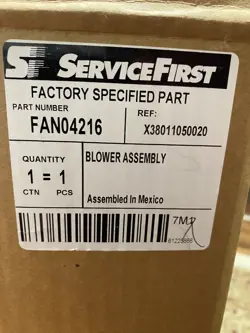 SERVICEFIRST
FACTORY SPECIFIED PART
PART NUMBER REF:
FAN04216 X38011050020
QUANTITY BLOWER ASSEMBLY
1 = 1
CTN PCS Assembled in Mexico